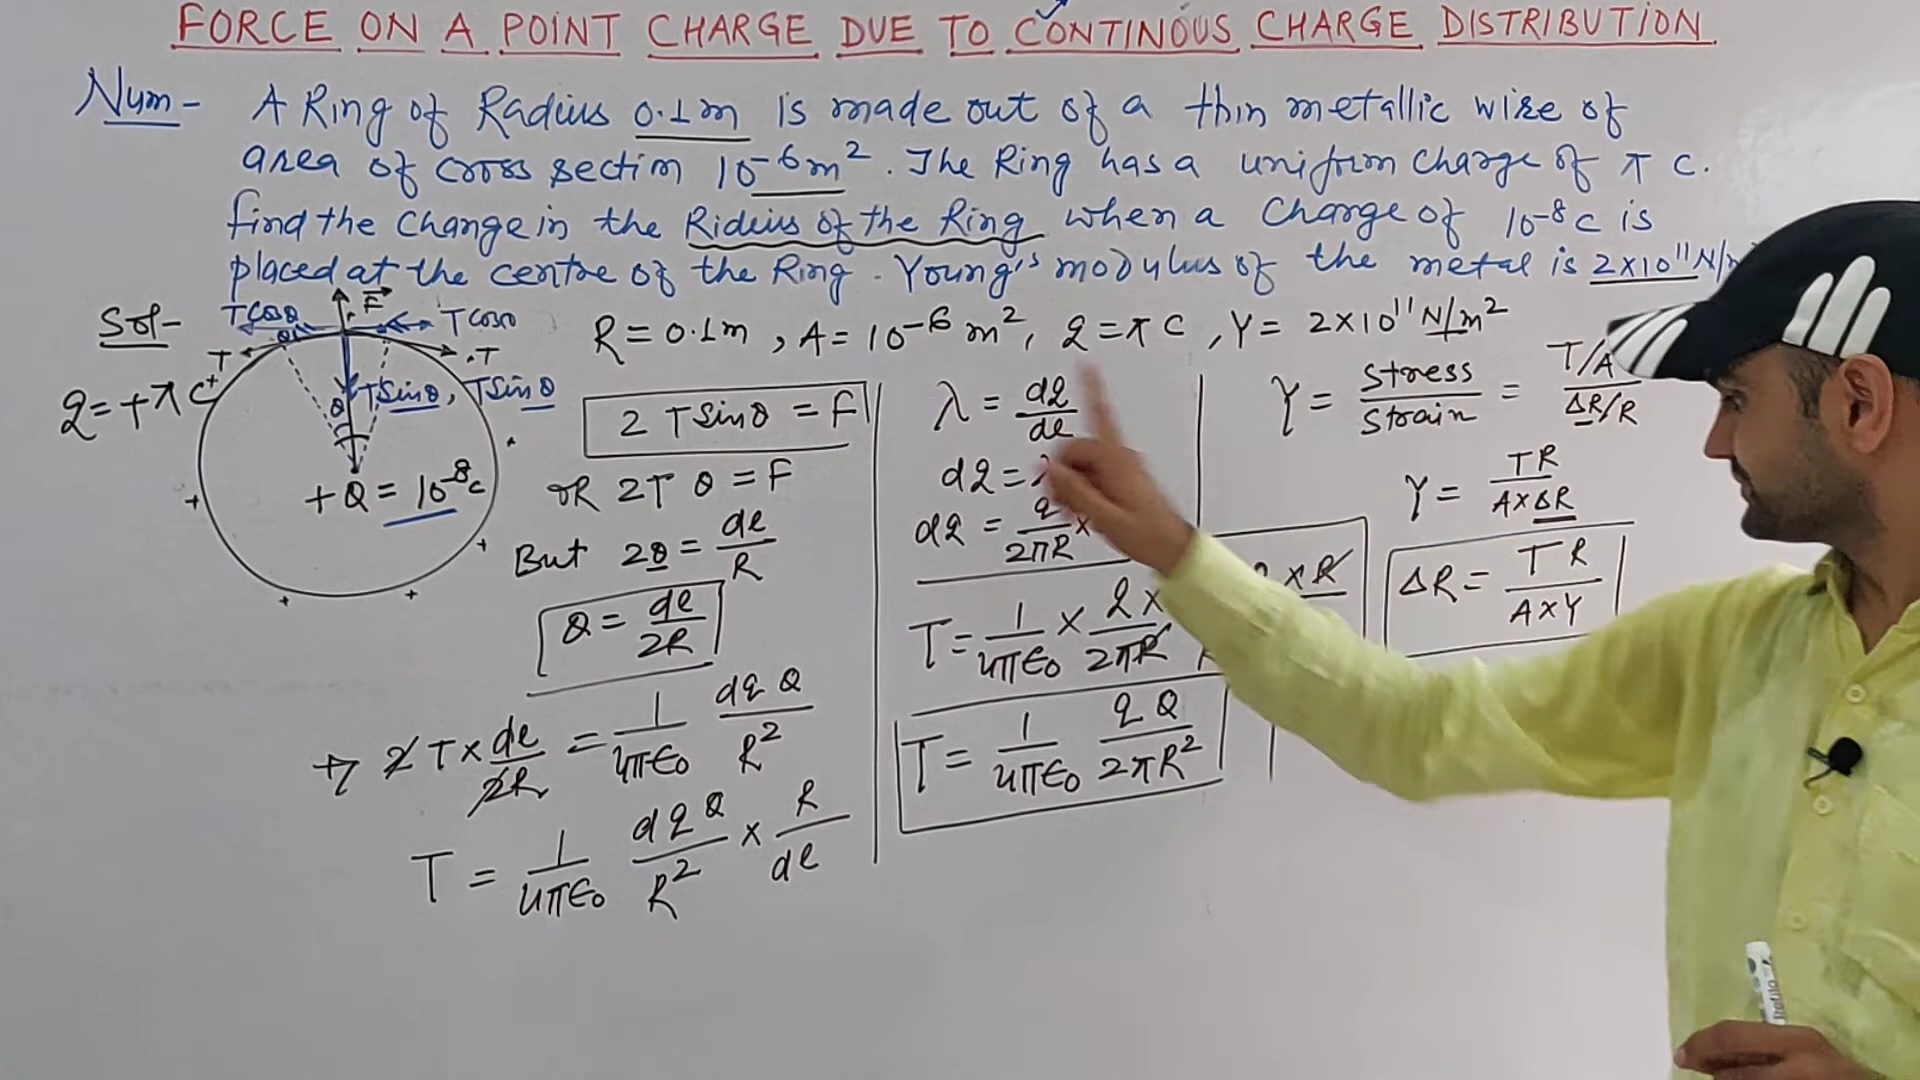 FORCE ON A POINT CHARGE DUE TO CONTINOUS CHARGE DISTRIBUTION
Num- A Ring of Radius 0.1m is made out of a thin metallic wire of
area of cross section 10⁻⁶m². The Ring has a uniform charge of π C.
find the change in the Ridius of the Ring when a charge of 10⁻⁸c is
placed at the centre of the Ring. Young's modulus of the metal is 2×10¹¹N/
Sol-
Tcosθ
F
Tcosθ
T
T
θ
Tsinθ, Tsinθ
θ
q=+πC
+Q=10⁻⁸c
R=0.1m, A=10⁻⁶m², q=πC, Y=2×10¹¹N/m²
2Tsinθ=F
or 2Tθ=F
But 2θ=dl/R
θ=dl/2R
⇒ 2T×dl/2R=1/4πϵ₀ dqQ/R²
T=1/4πϵ₀ dqQ/R²×R/dl
λ=dq/dl
dq=
dq=q/2πR×
T=1/4πϵ₀×q×/2πR
×R
T=1/4πϵ₀ qQ/2πR²
Y=Stress/Strain=T/A/ΔR/R
Y=TR/A×ΔR
ΔR=TR/A×Y